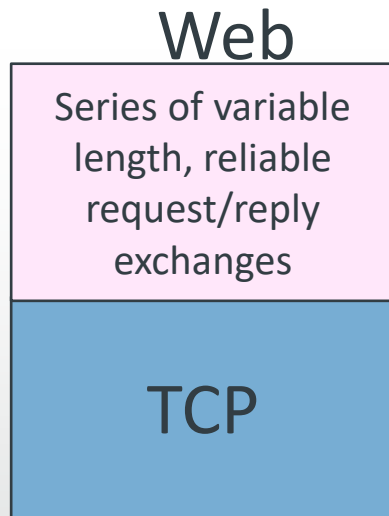 Web
Series of variable
length, reliable
request/reply
exchanges
TCP